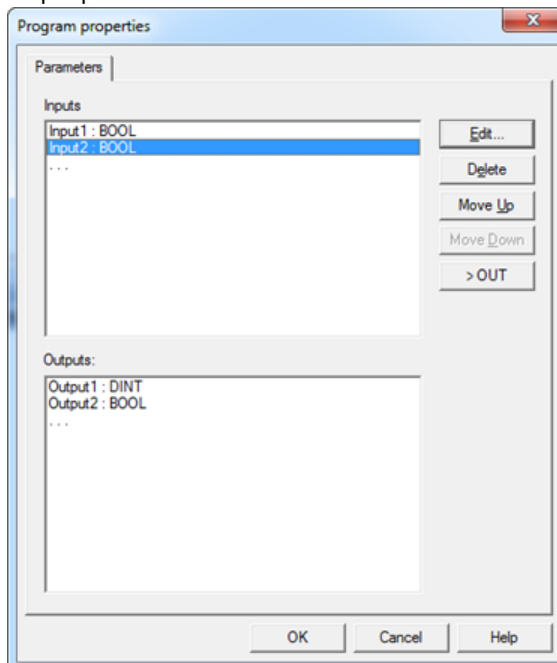 Program properties
Parameters
Inputs
Input1 : BOOL
Input2 : BOOL
. . .
Edit...
Delete
Move Up
Move Down
> OUT
Outputs:
Output1 : DINT
Output2 : BOOL
. . .
OK
Cancel
Help